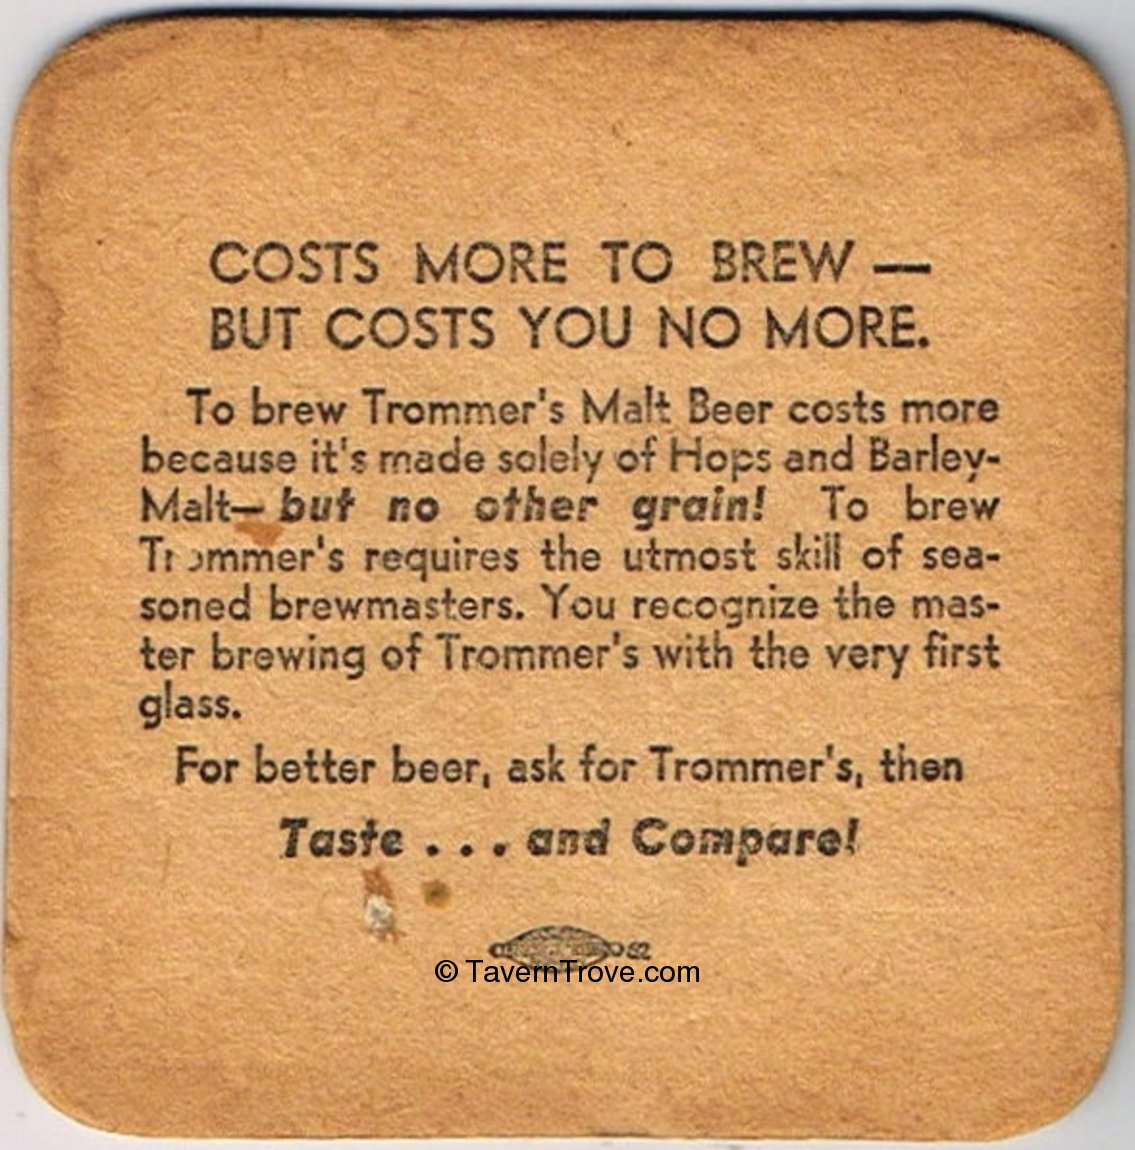 COSTS MORE TO BREW —
BUT COSTS YOU NO MORE.
To brew Trommer's Malt Beer costs more
because it's made solely of Hops and Barley-
Malt—but no other grain! To brew
Trommer's requires the utmost skill of sea-
soned brewmasters. You recognize the mas-
ter brewing of Trommer's with the very first
glass.
For better beer, ask for Trommer's, then
Taste . . . and Compare!
62
© TavernTrove.com